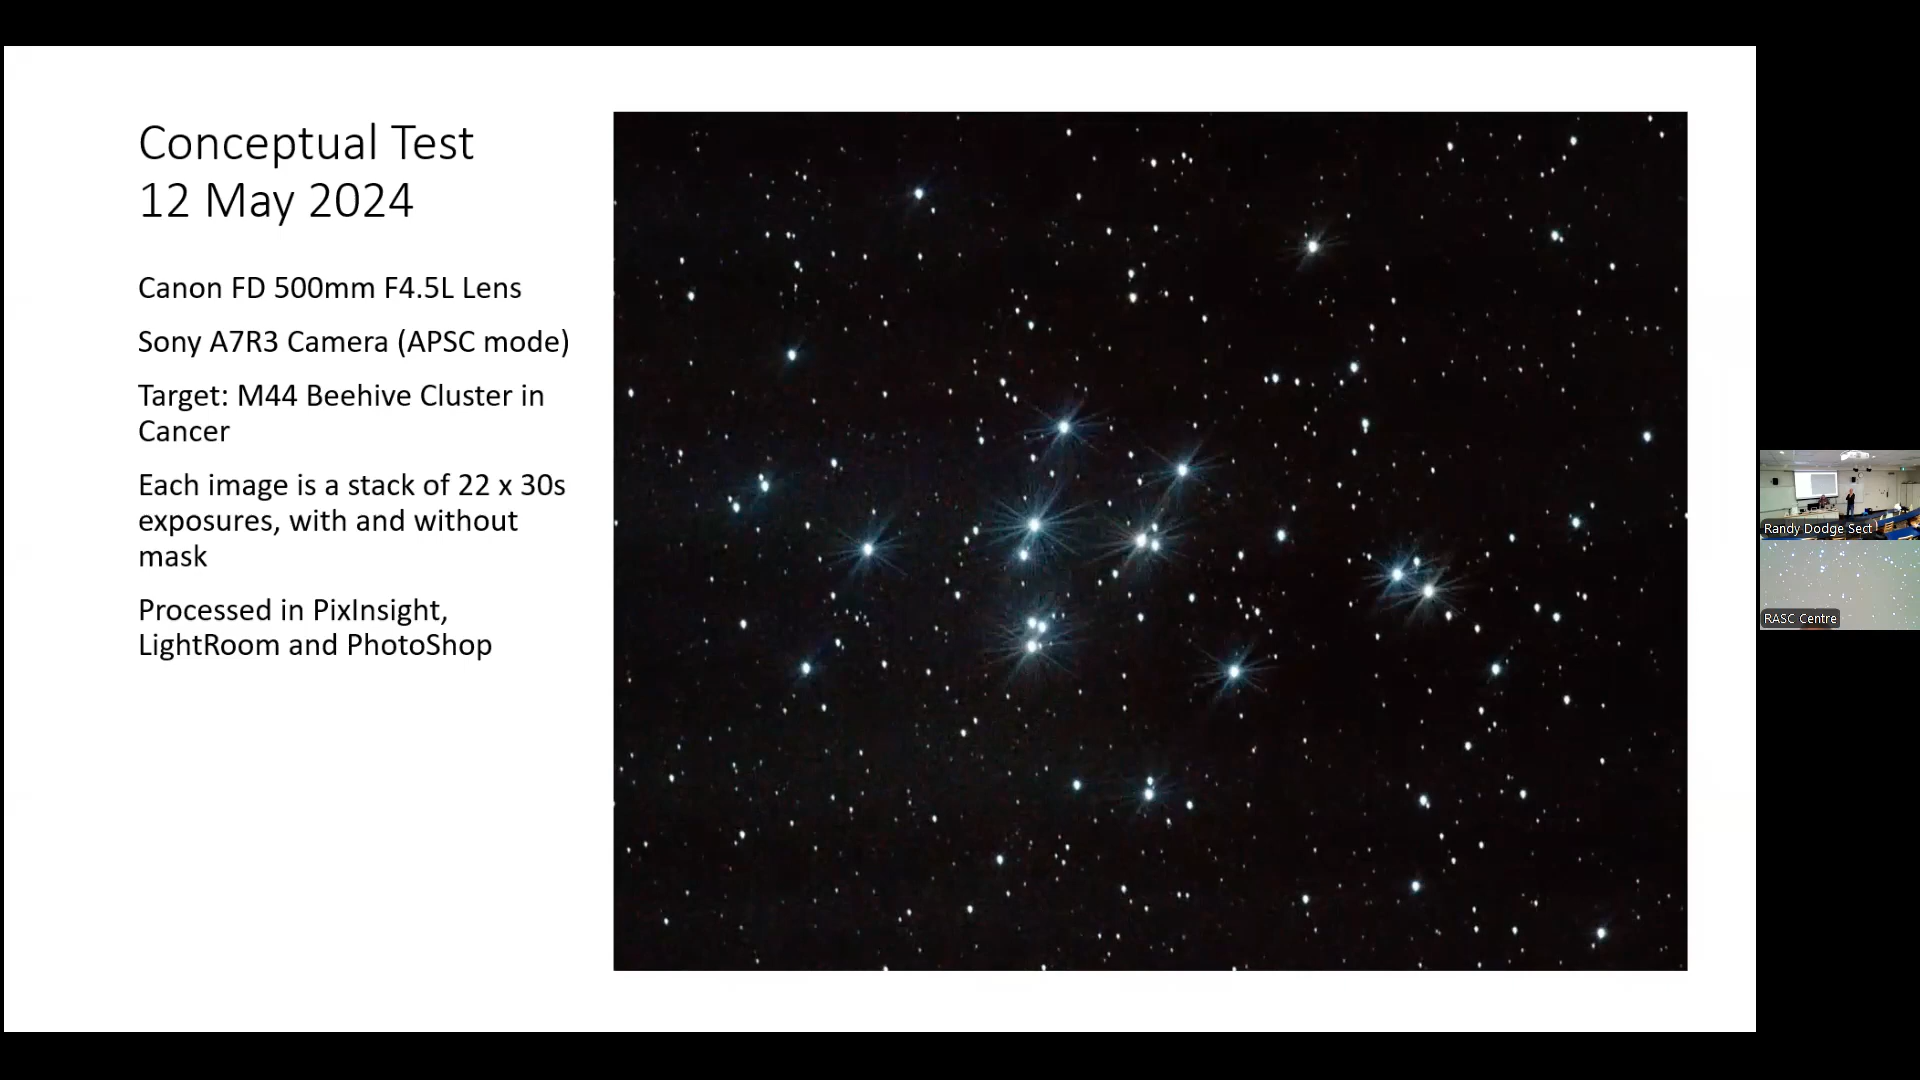 Conceptual Test
12 May 2024
Canon FD 500mm F4.5L Lens
Sony A7R3 Camera (APSC mode)
Target: M44 Beehive Cluster in
Cancer
Each image is a stack of 22 x 30s
exposures, with and without
mask
Processed in PixInsight,
LightRoom and PhotoShop
Randy Dodge Sect
RASC Centre